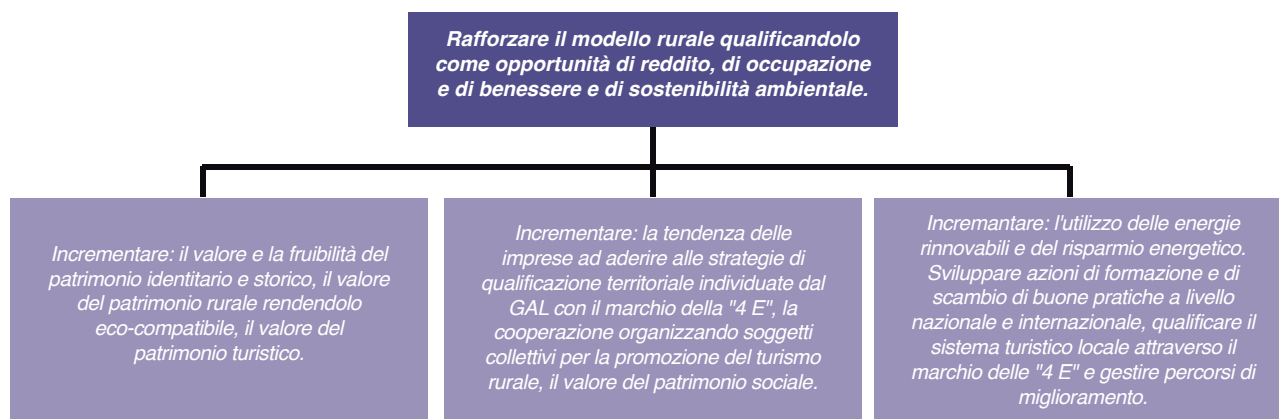 Rafforzare il modello rurale qualificandolo
come opportunità di reddito, di occupazione
e di benessere e di sostenibilità ambientale.
Incrementare: il valore e la fruibilità del
patrimonio identitario e storico, il valore
del patrimonio rurale rendendolo
eco-compatibile, il valore del
patrimonio turistico.
Incrementare: la tendenza delle
imprese ad aderire alle strategie di
qualificazione territoriale individuate dal
GAL con il marchio della "4 E", la
cooperazione organizzando soggetti
collettivi per la promozione del turismo
rurale, il valore del patrimonio sociale.
Incremantare: l'utilizzo delle energie
rinnovabili e del risparmio energetico.
Sviluppare azioni di formazione e di
scambio di buone pratiche a livello
nazionale e internazionale, qualificare il
sistema turistico locale attraverso il
marchio delle "4 E" e gestire percorsi di
miglioramento.